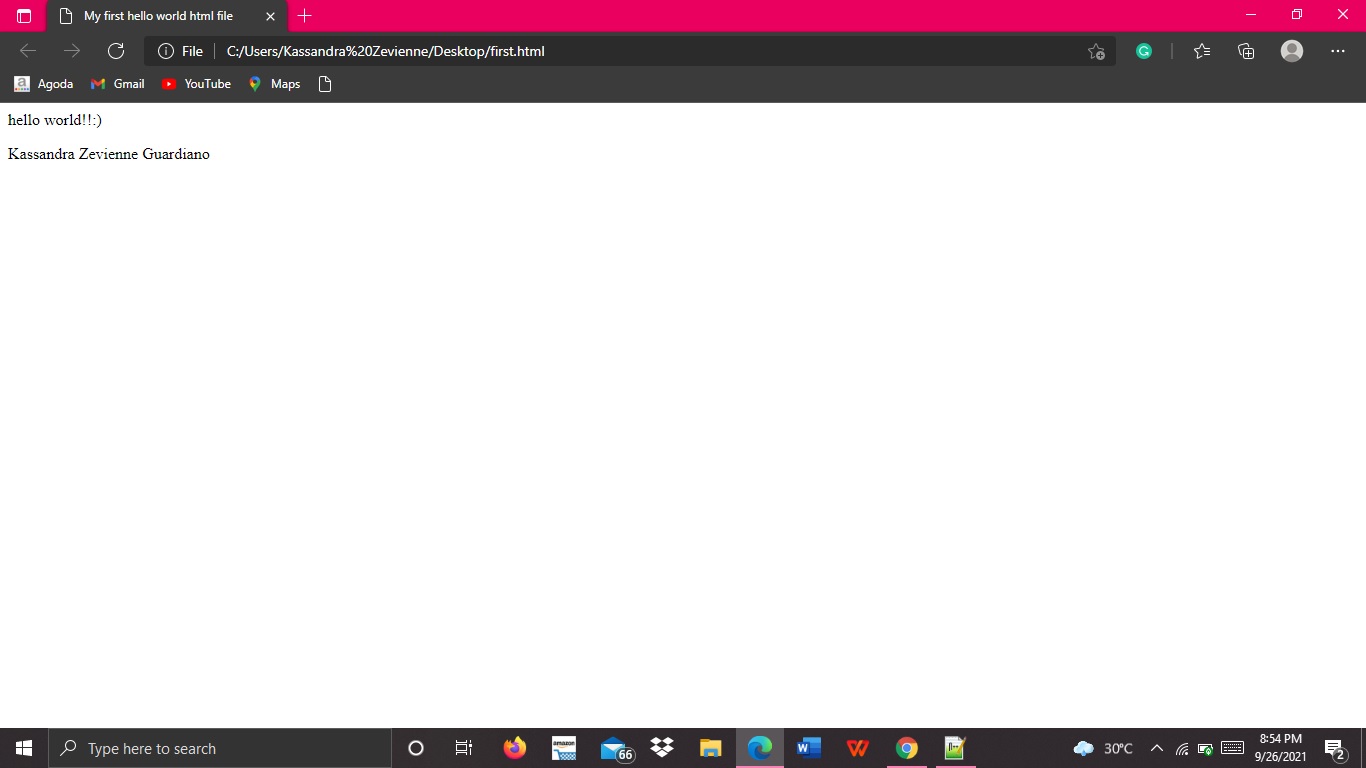 My first hello world html file
File C:/Users/Kassandra%20Zevienne/Desktop/first.html
Agoda Gmail YouTube Maps
hello world!!:)
Kassandra Zevienne Guardiano
Type here to search
amazon
66
W
30°C
8:54 PM
9/26/2021
2